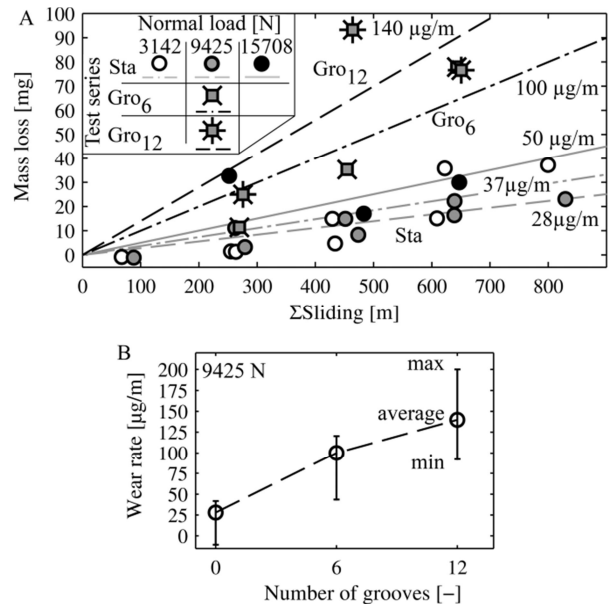 A
Mass loss [mg]
100
90
80
70
60
50
40
30
20
10
0
Normal load [N]
3142 9425 15708
Test series
Sta
Gro6
Gro12
140 µg/m
Gro12
100 µg/m
Gro6
50 µg/m
37µg/m
28µg/m
Sta
0 100 200 300 400 500 600 700 800
ΣSliding [m]
B
9425 N
Wear rate [µg/m]
200
175
150
125
100
75
50
25
0
max
average
min
0 6 12
Number of grooves [−]